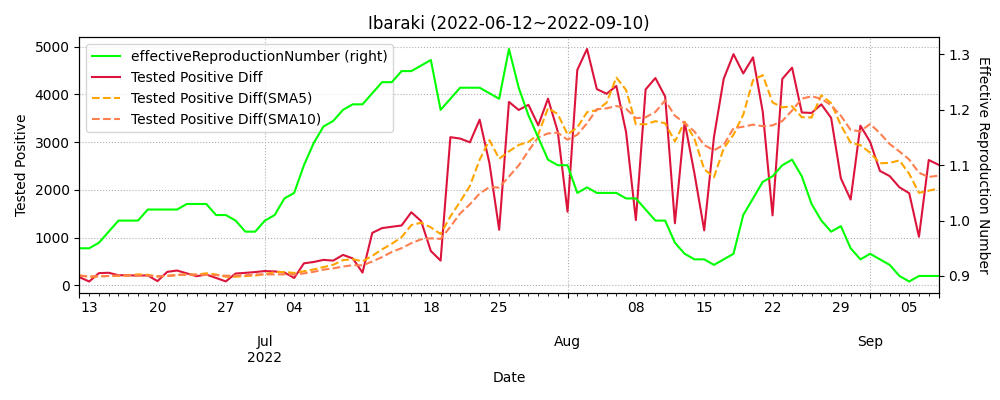 Ibaraki (2022-06-12~2022-09-10)
effectiveReproductionNumber (right)
Tested Positive Diff
Tested Positive Diff(SMA5)
Tested Positive Diff(SMA10)
Tested Positive
5000
4000
3000
2000
1000
0
Effective Reproduction Number
1.3
1.2
1.1
1.0
0.9
13 20 27 04 11 18 25 08 15 22 29 05
Jul Aug Sep
2022
Date